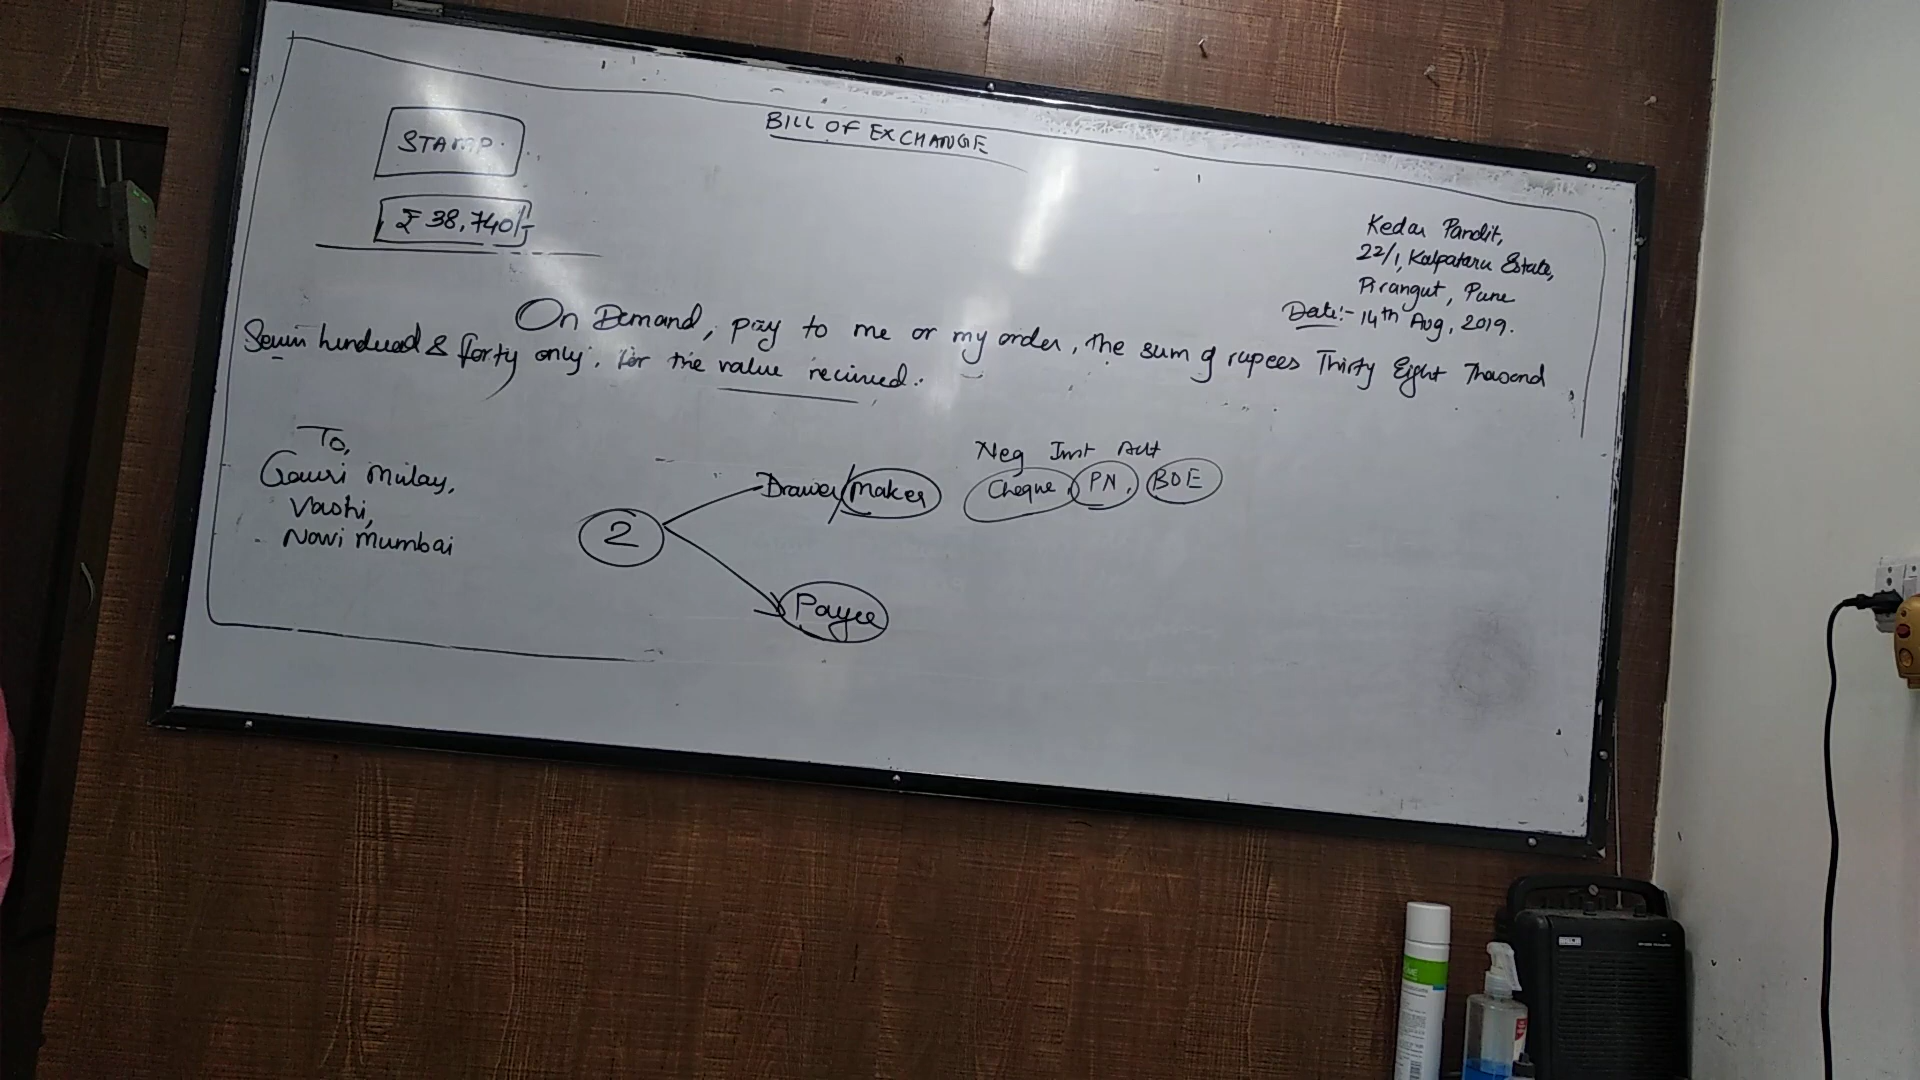 BILL OF EXCHANGE
STAMP.
₹ 38,740/-
Kedar Pandit,
22/1, Kalpataru Estate,
Pirangut, Pune
Date:- 14th Aug, 2019.
On Demand, pay to me or my order, the sum of rupees Thirty Eight Thousand
Seven hundred & forty only, for the value recieved.
To,
Gauri Mulay,
Vashi,
Navi Mumbai
Neg Inst Act
Drawer/Maker
Cheque, PN, BOE
2
Payee